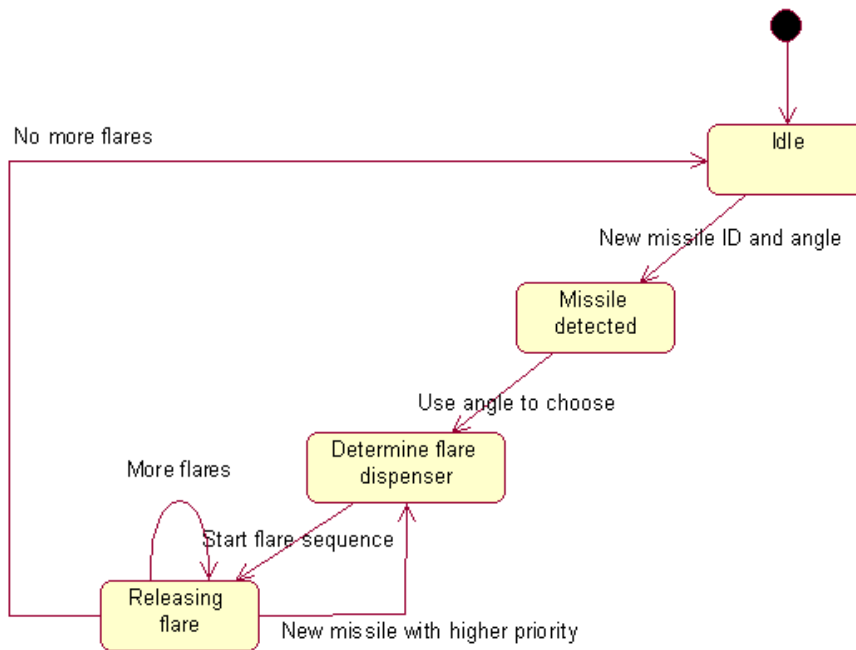 No more flares
Idle
New missile ID and angle
Missile
detected
Use angle to choose
Determine flare
dispenser
More flares
Start flare sequence
Releasing
flare
New missile with higher priority